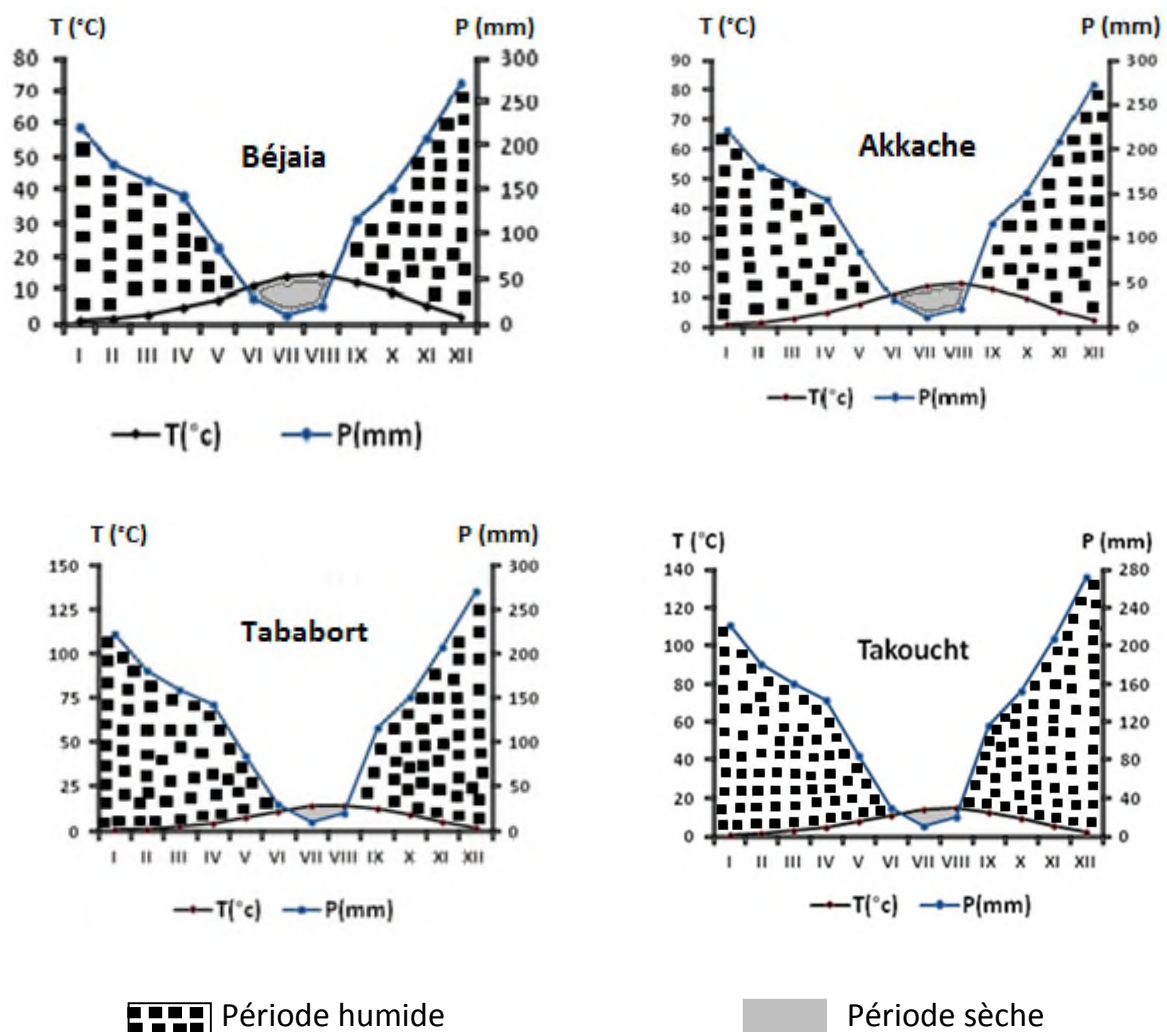 T (°C) P (mm)
80 300
70 250
60 200
50 150
40 100
30 50
20 0
10
0
Béjaia
I II III IV V VI VII VIII IX X XI XII
T(°c) P(mm)
T (°C) P (mm)
90 300
80 250
70 200
60 150
50 100
40 50
30 0
20
10
0
Akkache
I II III IV V VI VII VIII IX X XI XII
T(°c) P(mm)
T (°C) P (mm)
150 300
125 250
100 200
75 150
50 100
25 50
0 0
Tababort
I II III IV V VI VII VIII IX X XI XII
T(°c) P(mm)
T (°C) P (mm)
140 280
120 240
100 200
80 160
60 120
40 80
20 40
0 0
Takoucht
I II III IV V VI VII VIII IX X XI XII
T(°c) P(mm)
Période humide Période sèche